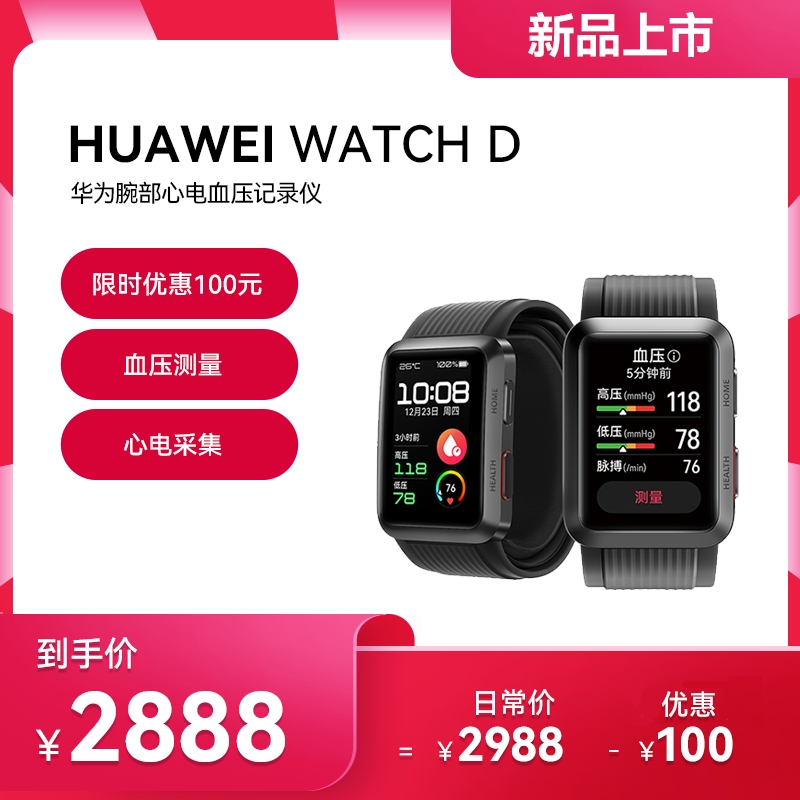 新品上市
HUAWEI WATCH D
华为腕部心电血压记录仪
限时优惠100元
血压测量
心电采集
26℃ 100%
10:08
12月23日 周四
3小时前
高压
118
低压
78
76
HOME
HEALTH
血压
5分钟前
高压(mmHg) 118
低压(mmHg) 78
脉搏(/min) 76
测量
HOME
HEALTH
到手价
¥2888
日常价 优惠
= ¥2988 - ¥100